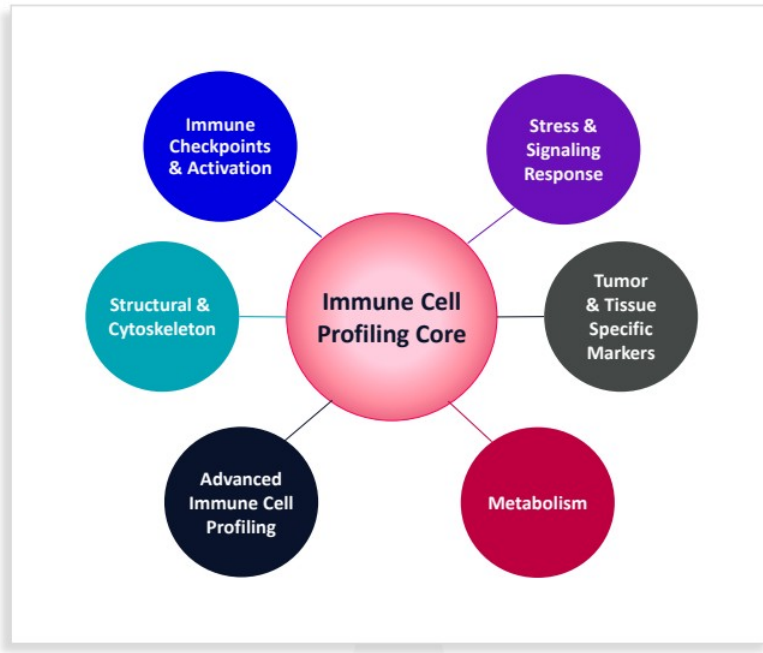 Immune
Checkpoints
& Activation
Stress &
Signaling
Response
Structural &
Cytoskeleton
Immune Cell
Profiling Core
Tumor
& Tissue
Specific
Markers
Advanced
Immune Cell
Profiling
Metabolism